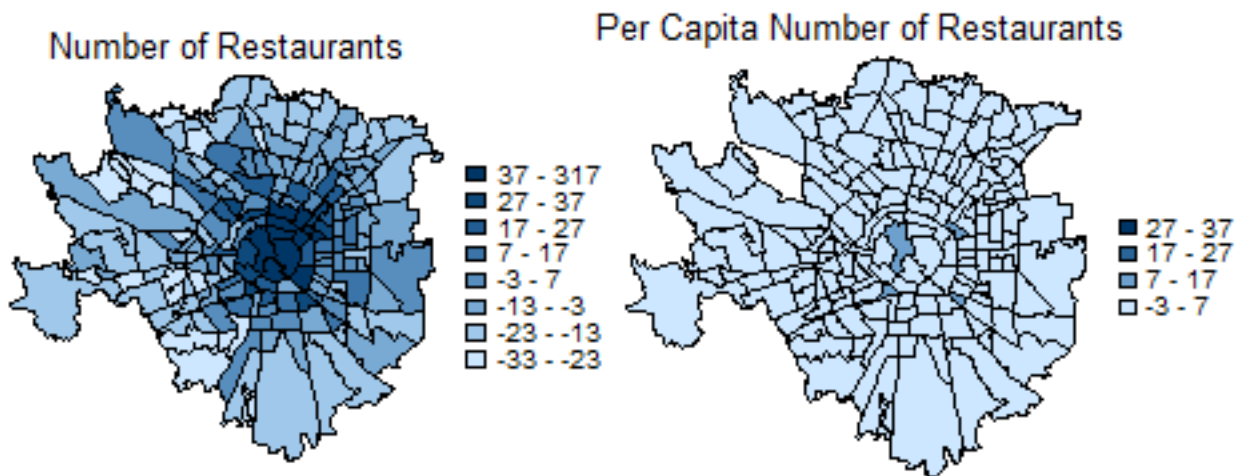 Number of Restaurants
37 - 317
27 - 37
17 - 27
7 - 17
-3 - 7
-13 - -3
-23 - -13
-33 - -23
Per Capita Number of Restaurants
27 - 37
17 - 27
7 - 17
-3 - 7